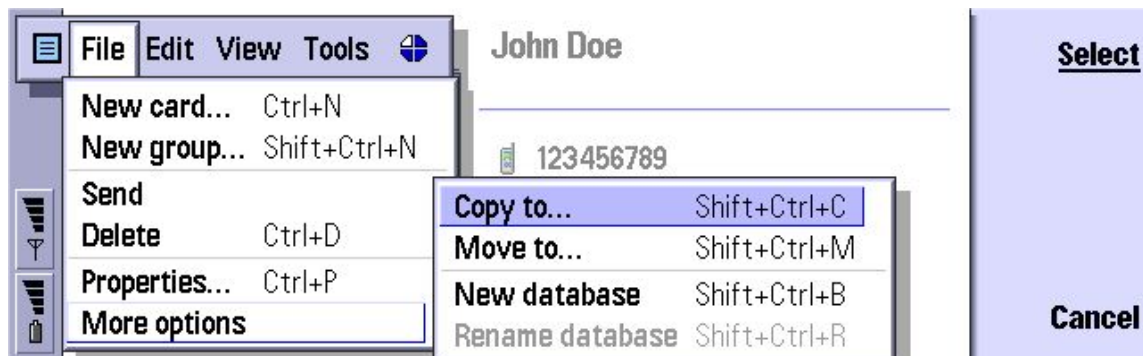 File Edit View Tools
John Doe
Select
New card... Ctrl+N
New group... Shift+Ctrl+N
123456789
Send
Delete Ctrl+D
Properties... Ctrl+P
More options
Copy to... Shift+Ctrl+C
Move to... Shift+Ctrl+M
New database Shift+Ctrl+B
Rename database Shift+Ctrl+R
Cancel